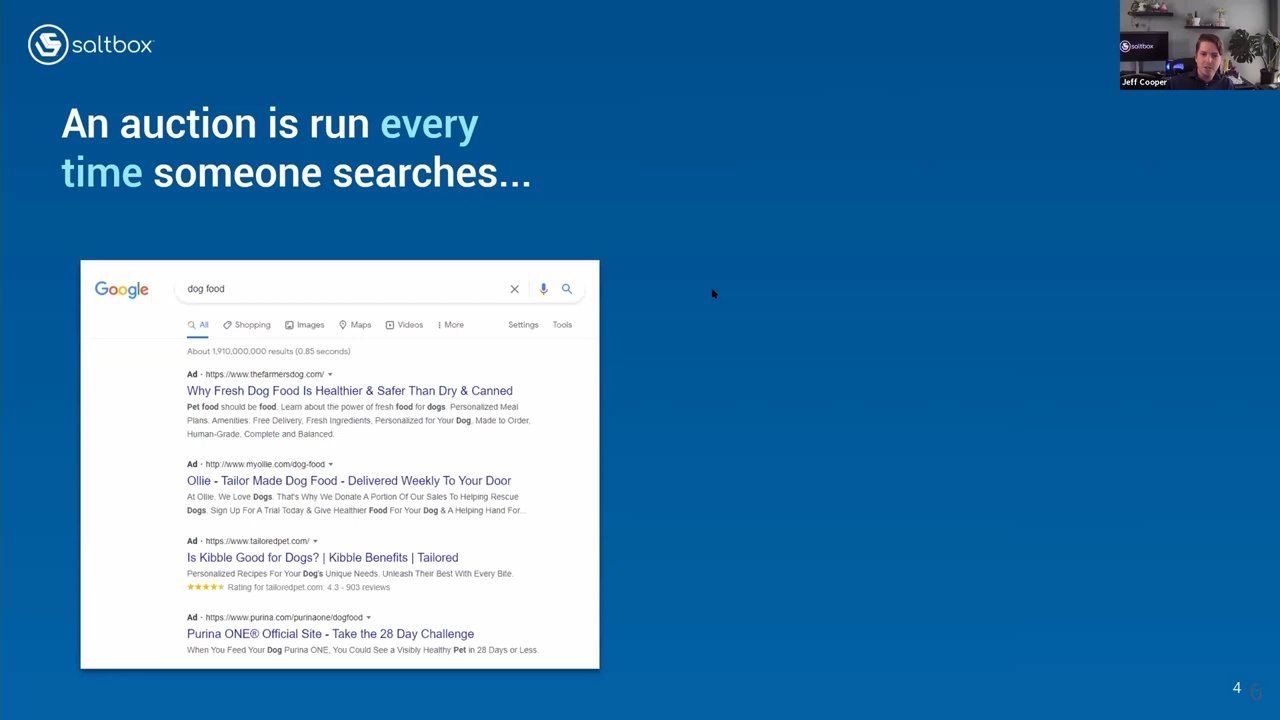 saltbox
saltbox
Jeff Cooper
An auction is run every
time someone searches...
Google
dog food
All Shopping Images Maps Videos More Settings Tools
About 1,910,000,000 results (0.85 seconds)
Ad · https://www.thefarmersdog.com/
Why Fresh Dog Food Is Healthier & Safer Than Dry & Canned
Pet food should be food. Learn about the power of fresh food for dogs. Personalized Meal
Plans. Amenities: Free Delivery, Fresh Ingredients, Personalized for Your Dog, Made to Order,
Human-Grade, Complete and Balanced.
Ad · http://www.myollie.com/dog-food
Ollie - Tailor Made Dog Food - Delivered Weekly To Your Door
At Ollie, We Love Dogs. That's Why We Donate A Portion Of Our Sales To Helping Rescue
Dogs. Sign Up For A Trial Today & Give Healthier Food For Your Dog & A Helping Hand For...
Ad · https://www.tailoredpet.com/
Is Kibble Good for Dogs? | Kibble Benefits | Tailored
Personalized Recipes For Your Dog's Unique Needs. Unleash Their Best With Every Bite.
Rating for tailoredpet.com: 4.3 - 903 reviews
Ad · https://www.purina.com/purinaone/dogfood
Purina ONE® Official Site - Take the 28 Day Challenge
When You Feed Your Dog Purina ONE, You Could See a Visibly Healthy Pet in 28 Days or Less.
4 6